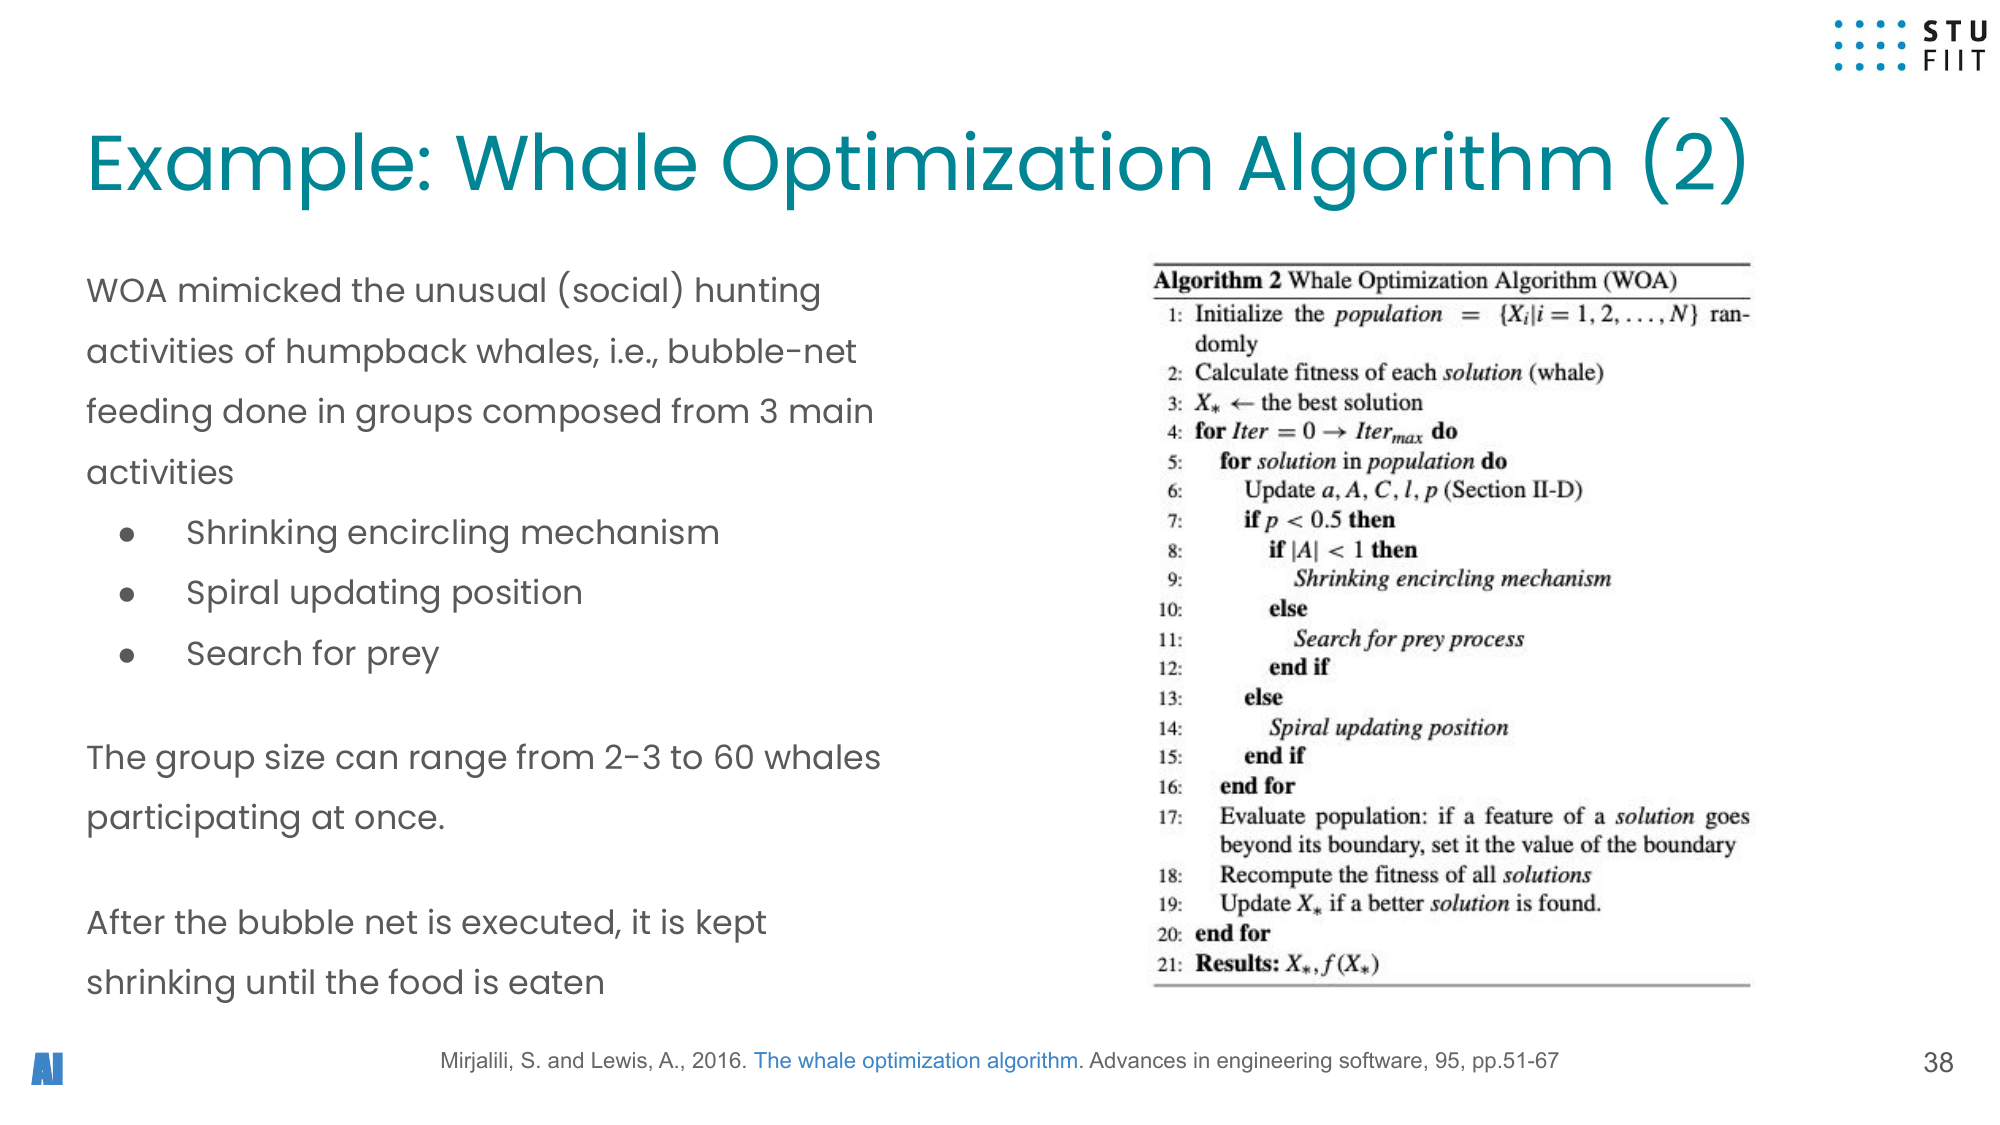 STU
FIIT
Example: Whale Optimization Algorithm (2)
WOA mimicked the unusual (social) hunting
activities of humpback whales, i.e., bubble-net
feeding done in groups composed from 3 main
activities
● Shrinking encircling mechanism
● Spiral updating position
● Search for prey
The group size can range from 2-3 to 60 whales
participating at once.
After the bubble net is executed, it is kept
shrinking until the food is eaten
Algorithm 2 Whale Optimization Algorithm (WOA)
1: Initialize the population = {X_i|i = 1, 2, . . . , N} ran-
domly
2: Calculate fitness of each solution (whale)
3: X_* ← the best solution
4: for Iter = 0 → Iter_max do
5: for solution in population do
6: Update a, A, C, l, p (Section II-D)
7: if p < 0.5 then
8: if |A| < 1 then
9: Shrinking encircling mechanism
10: else
11: Search for prey process
12: end if
13: else
14: Spiral updating position
15: end if
16: end for
17: Evaluate population: if a feature of a solution goes
beyond its boundary, set it the value of the boundary
18: Recompute the fitness of all solutions
19: Update X_* if a better solution is found.
20: end for
21: Results: X_*, f(X_*)
AI
Mirjalili, S. and Lewis, A., 2016. The whale optimization algorithm. Advances in engineering software, 95, pp.51-67
38